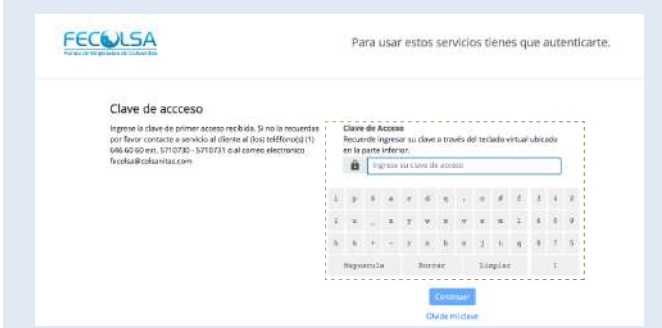 FECOLSA
Para usar estos servicios tienes que autenticarte.
Clave de accceso
Ingrese la clave de primer acceso recibida. Si no la recuerdas
por favor contacte a servicio al cliente al (los) teléfono(s) (1)
646 60 60 ext. 5710730 - 5710731 o al correo electronico
fecolsa@colsanitas.com
Clave de Acceso
Recuerde ingresar su clave a través del teclado virtual ubicado
en la parte inferior.
Ingrese su clave de acceso
Mayuscula Borrar Limpiar
Continuar
Olvide mi clave